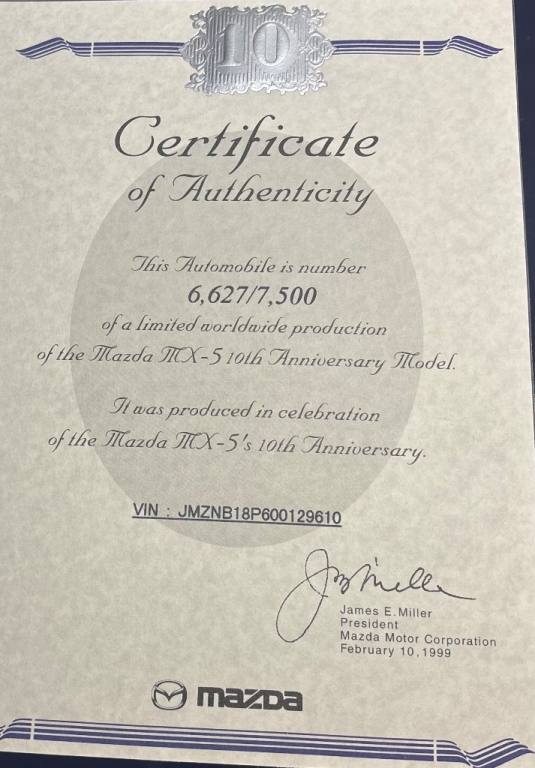 10
Certificate
of Authenticity
This Automobile is number
6,627/7,500
of a limited worldwide production
of the Mazda MX-5 10th Anniversary Model.
It was produced in celebration
of the Mazda MX-5's 10th Anniversary.
VIN : JMZNB18P600129610
James E. Miller
President
Mazda Motor Corporation
February 10, 1999
mazda